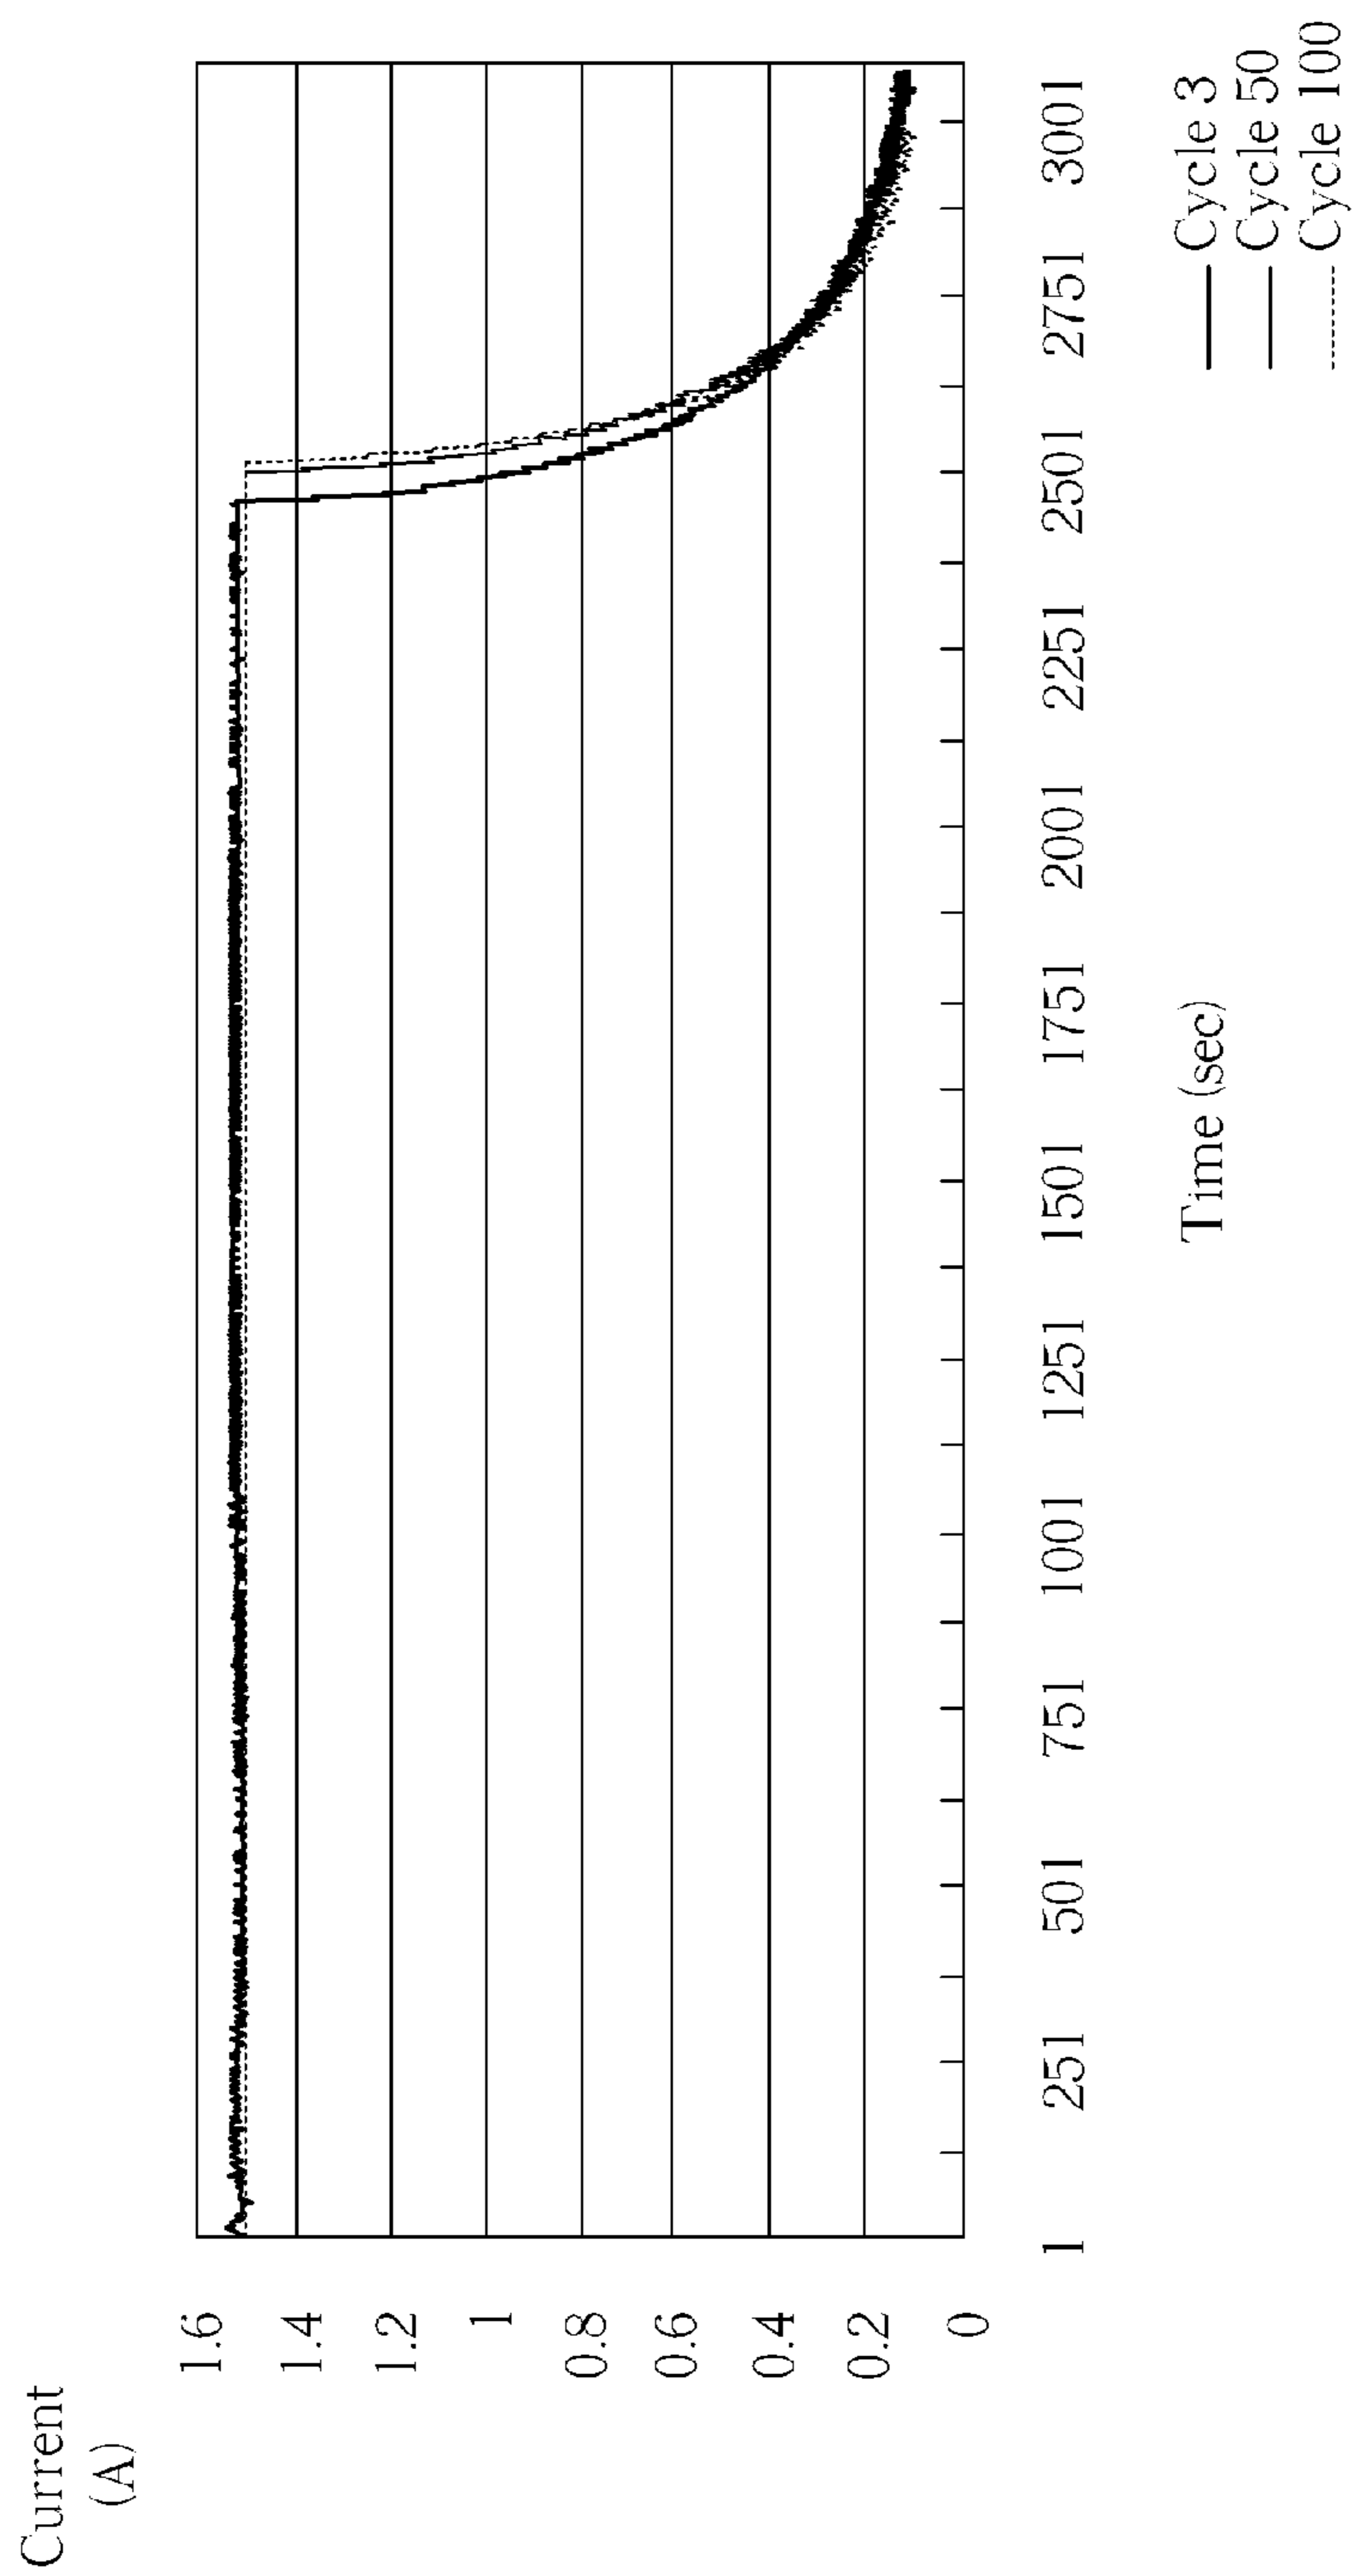 Current
(A)
1.6
1.4
1.2
1
0.8
0.6
0.4
0.2
0
1 251 501 751 1001 1251 1501 1751 2001 2251 2501 2751 3001
Time (sec)
Cycle 3
Cycle 50
Cycle 100